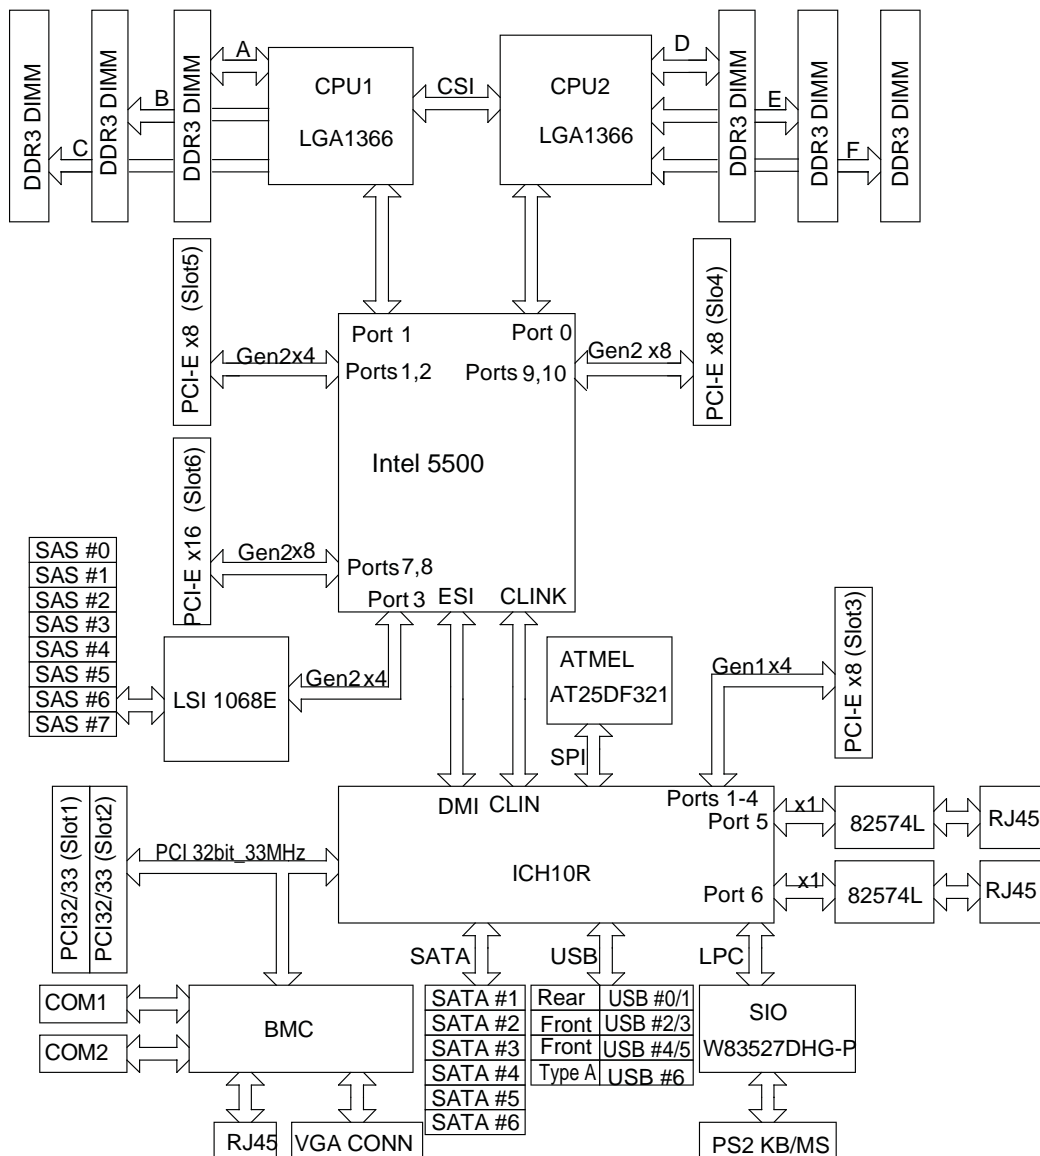 DDR3 DIMM
DDR3 DIMM
DDR3 DIMM
A
B
C
CPU1
LGA1366
CSI
CPU2
LGA1366
D
E
F
DDR3 DIMM
DDR3 DIMM
DDR3 DIMM
PCI-E x8 (Slot5)
Gen2x4
Port 1
Port 0
Ports 1,2
Ports 9,10
Gen2 x8
PCI-E x8 (Slo4)
Intel 5500
PCI-E x16 (Slot6)
Gen2x8
Ports 7,8
Port 3
ESI
CLINK
SAS #0
SAS #1
SAS #2
SAS #3
SAS #4
SAS #5
SAS #6
SAS #7
LSI 1068E
Gen2x4
ATMEL
AT25DF321
SPI
Gen1x4
PCI-E x8 (Slot3)
DMI
CLIN
Ports 1-4
Port 5
x1
82574L
RJ45
PCI32/33 (Slot1)
PCI32/33 (Slot2)
PCI 32bit_33MHz
ICH10R
Port 6
x1
82574L
RJ45
SATA
USB
LPC
COM1
COM2
BMC
SATA #1
SATA #2
SATA #3
SATA #4
SATA #5
SATA #6
Rear USB #0/1
Front USB #2/3
Front USB #4/5
Type A USB #6
SIO
W83527DHG-P
RJ45
VGA CONN
PS2 KB/MS